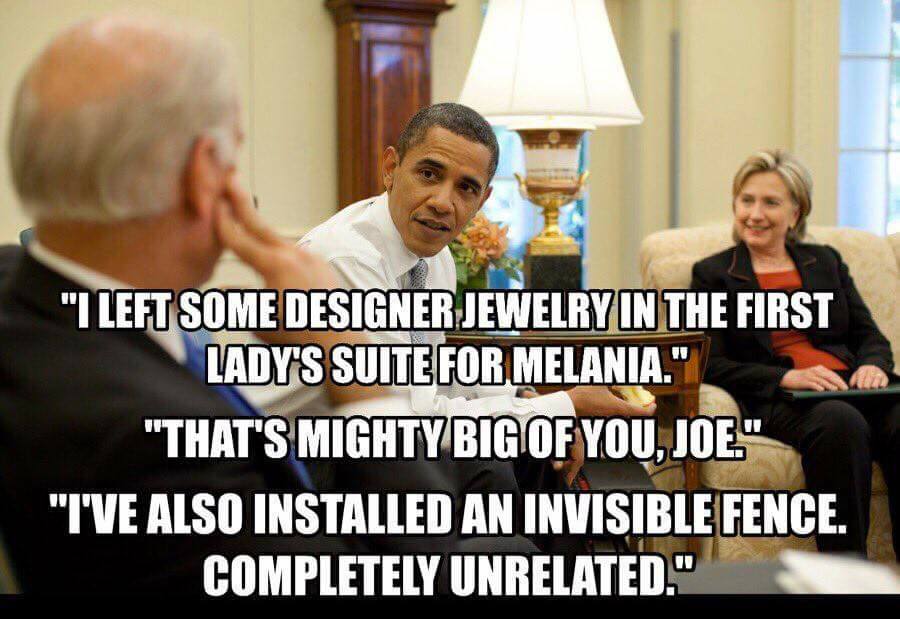 "I LEFT SOME DESIGNER JEWELRY IN THE FIRST
LADY'S SUITE FOR MELANIA."
"THAT'S MIGHTY BIG OF YOU, JOE."
"I'VE ALSO INSTALLED AN INVISIBLE FENCE.
COMPLETELY UNRELATED."